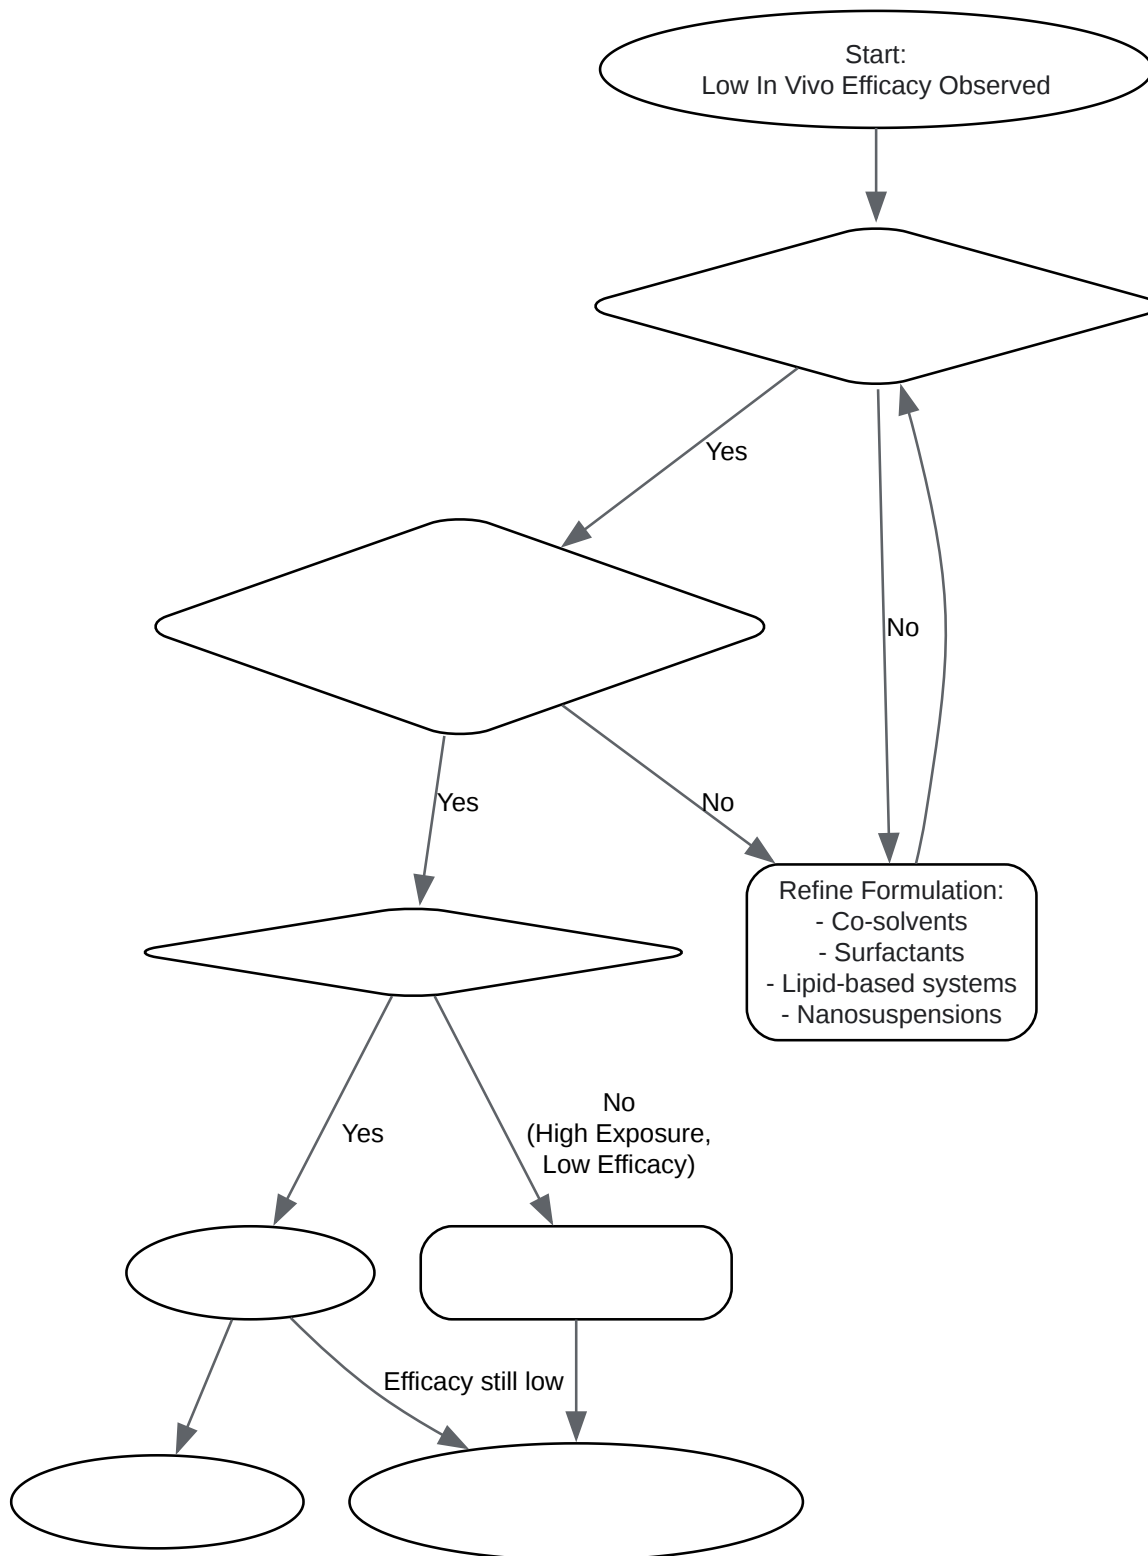 Start:
Low In Vivo Efficacy Observed
Yes
No
Yes
No
Refine Formulation:
- Co-solvents
- Surfactants
- Lipid-based systems
- Nanosuspensions
Yes
No
(High Exposure,
Low Efficacy)
Efficacy still low